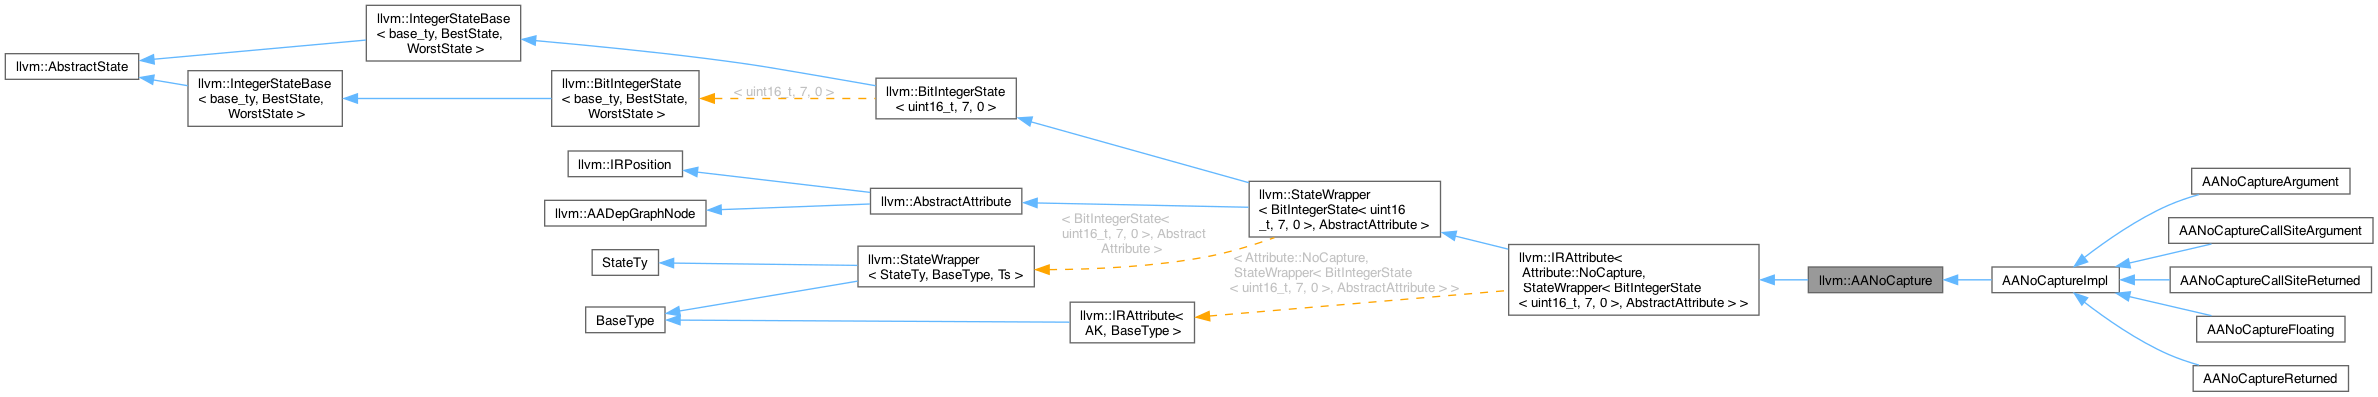 llvm::AbstractState
llvm::IntegerStateBase
< base_ty, BestState,
WorstState >
llvm::IntegerStateBase
< base_ty, BestState,
WorstState >
llvm::BitIntegerState
< base_ty, BestState,
WorstState >
< uint16_t, 7, 0 >
llvm::BitIntegerState
< uint16_t, 7, 0 >
llvm::IRPosition
llvm::AADepGraphNode
llvm::AbstractAttribute
StateTy
BaseType
llvm::StateWrapper
< StateTy, BaseType, Ts >
< BitIntegerState<
uint16_t, 7, 0 >, Abstract
Attribute >
llvm::StateWrapper
< BitIntegerState< uint16
_t, 7, 0 >, AbstractAttribute >
llvm::IRAttribute<
AK, BaseType >
< Attribute::NoCapture,
StateWrapper< BitIntegerState
< uint16_t, 7, 0 >, AbstractAttribute > >
llvm::IRAttribute<
Attribute::NoCapture,
StateWrapper< BitIntegerState
< uint16_t, 7, 0 >, AbstractAttribute > >
llvm::AANoCapture
AANoCaptureImpl
AANoCaptureArgument
AANoCaptureCallSiteArgument
AANoCaptureCallSiteReturned
AANoCaptureFloating
AANoCaptureReturned